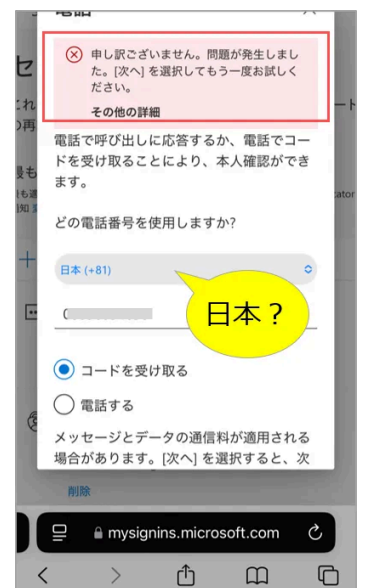 電話
申し訳ございません。問題が発生しまし
た。[次へ] を選択してもう一度お試しく
ださい。
その他の詳細
電話で呼び出しに応答するか、電話でコー
ドを受け取ることにより、本人確認ができ
ます。
どの電話番号を使用しますか?
日本 (+81)
日本？
コードを受け取る
電話する
メッセージとデータの通信料が適用される
場合があります。[次へ] を選択すると、次
削除
mysignins.microsoft.com